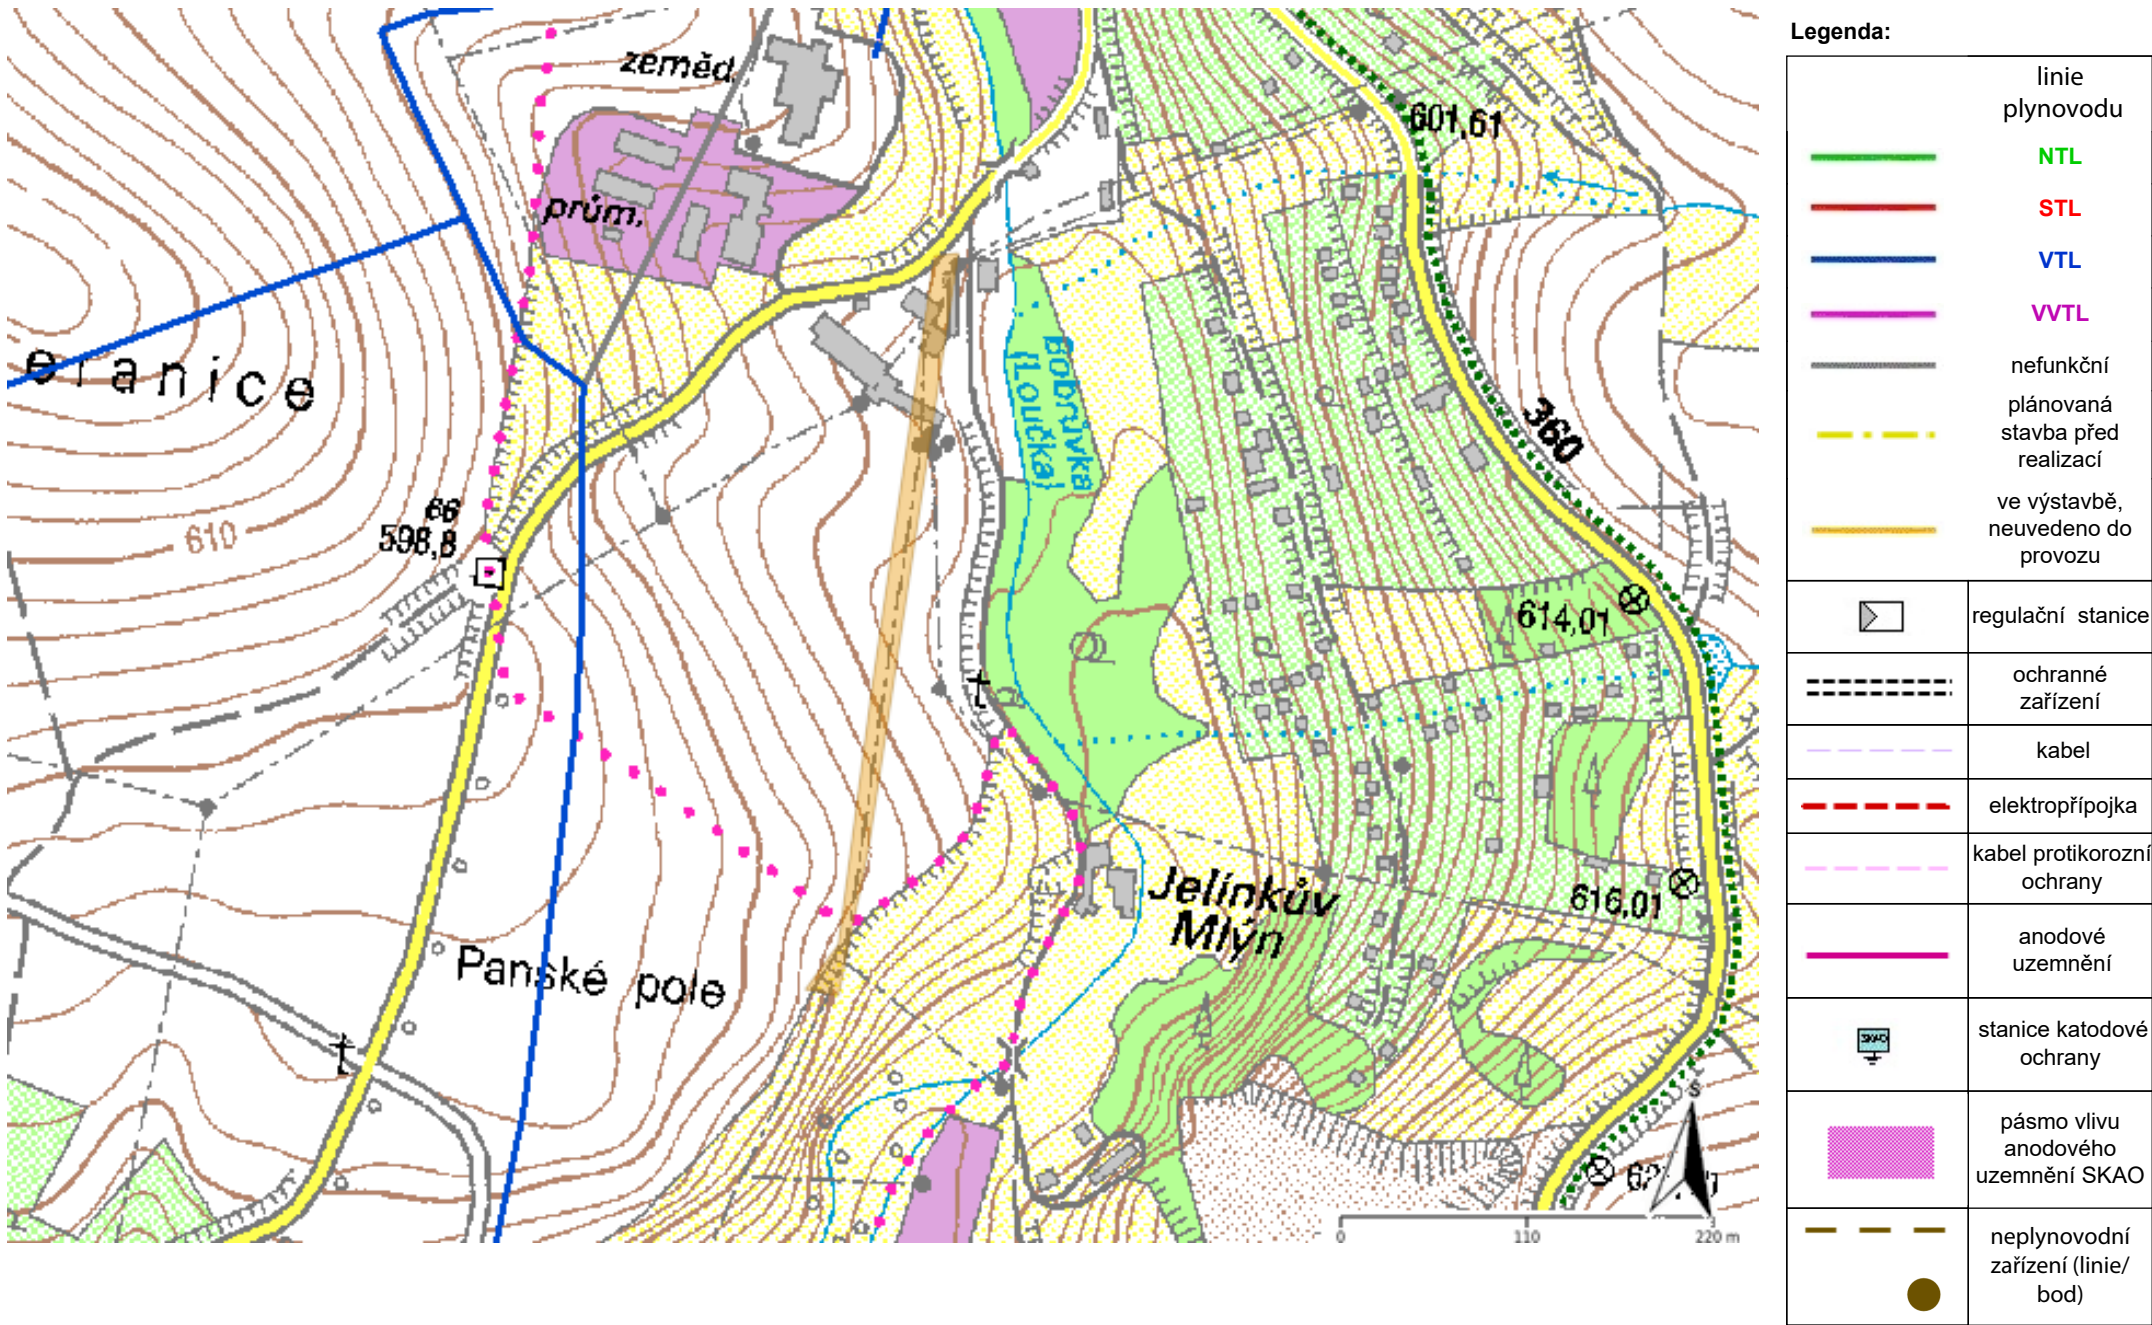 zeměd.
prům.
601,61
eranice
Bobrůvka
(Loučka)
360
66
598,8
610
614,01
Jelínkův
Mlýn
616,01
Panské pole
S
0 110 220 m
Legenda:
linie
plynovodu
NTL
STL
VTL
VVTL
nefunkční
plánovaná
stavba před
realizací
ve výstavbě,
neuvedeno do
provozu
regulační stanice
ochranné
zařízení
kabel
elektropřípojka
kabel protikorozní
ochrany
anodové
uzemnění
SKAO
stanice katodové
ochrany
pásmo vlivu
anodového
uzemnění SKAO
neplynovodní
zařízení (linie/
bod)